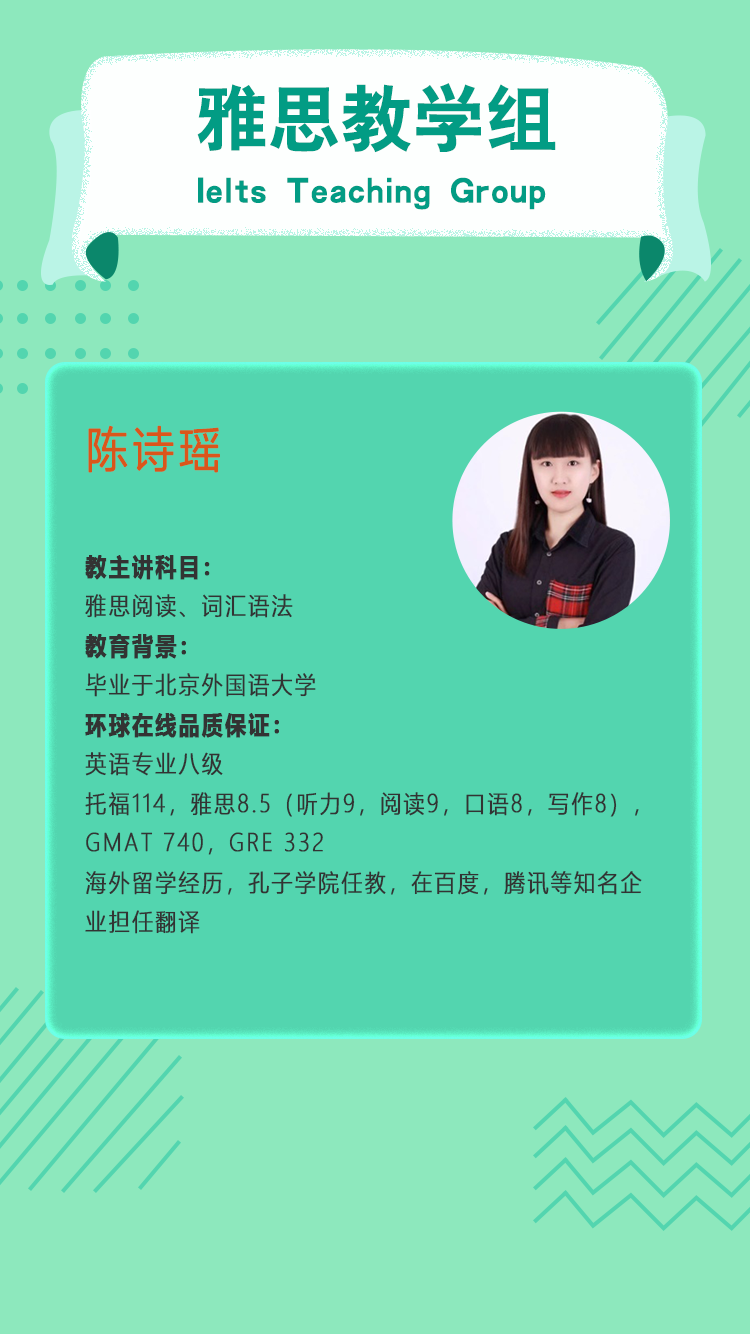 雅思教学组
Ielts Teaching Group
陈诗瑶
教主讲科目：
雅思阅读、词汇语法
教育背景：
毕业于北京外国语大学
环球在线品质保证：
英语专业八级
托福114，雅思8.5（听力9，阅读9，口语8，写作8），
GMAT 740，GRE 332
海外留学经历，孔子学院任教，在百度，腾讯等知名企
业担任翻译